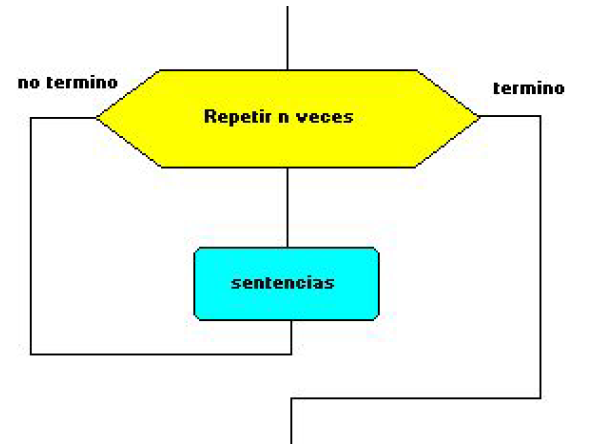 no termino
termino
Repetir n veces
sentencias